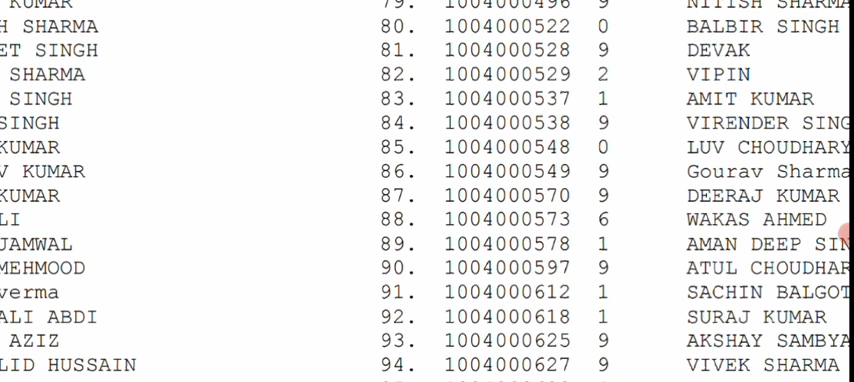 KUMAR 79. 1004000496 9 NITISH SHARMA
H SHARMA 80. 1004000522 0 BALBIR SINGH
ET SINGH 81. 1004000528 9 DEVAK
SHARMA 82. 1004000529 2 VIPIN
SINGH 83. 1004000537 1 AMIT KUMAR
SINGH 84. 1004000538 9 VIRENDER SING
KUMAR 85. 1004000548 0 LUV CHOUDHARY
V KUMAR 86. 1004000549 9 Gourav Sharma
KUMAR 87. 1004000570 9 DEERAJ KUMAR
LI 88. 1004000573 6 WAKAS AHMED
JAMWAL 89. 1004000578 1 AMAN DEEP SIN
MEHMOOD 90. 1004000597 9 ATUL CHOUDHAR
verma 91. 1004000612 1 SACHIN BALGOT
ALI ABDI 92. 1004000618 1 SURAJ KUMAR
AZIZ 93. 1004000625 9 AKSHAY SAMBYA
LID HUSSAIN 94. 1004000627 9 VIVEK SHARMA